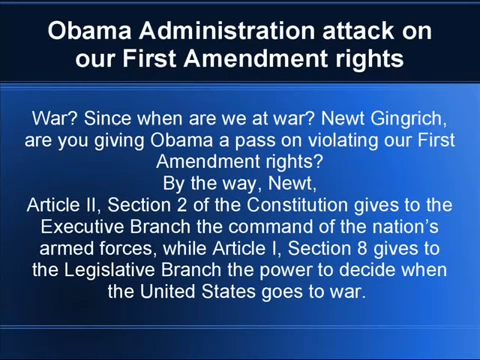 Obama Administration attack on
our First Amendment rights
War? Since when are we at war? Newt Gingrich,
are you giving Obama a pass on violating our First
Amendment rights?
By the way, Newt,
Article II, Section 2 of the Constitution gives to the
Executive Branch the command of the nation's
armed forces, while Article I, Section 8 gives to
the Legislative Branch the power to decide when
the United States goes to war.